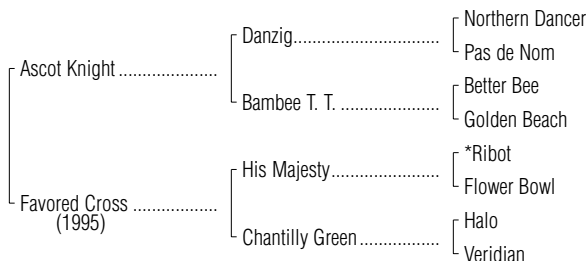 Northern Dancer
Danzig........................................
Pas de Nom
Ascot Knight ......................
Better Bee
Bambee T. T. ...........................
Golden Beach
*Ribot
His Majesty..............................
Flower Bowl
Favored Cross ...................
(1995)
Halo
Chantilly Green ......................
Veridian